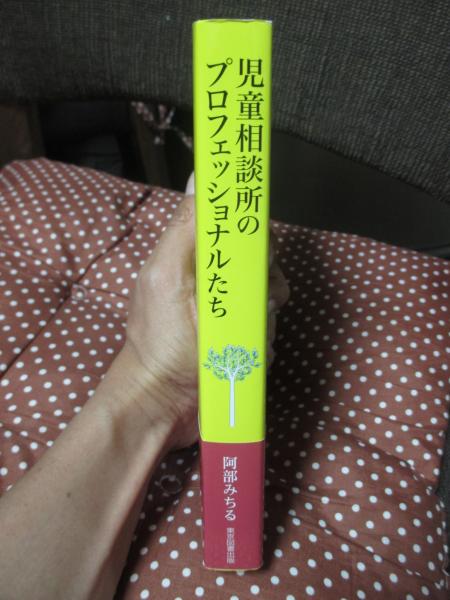 児童相談所の
プロフェッショナルたち
阿部みちる
東京図書出版